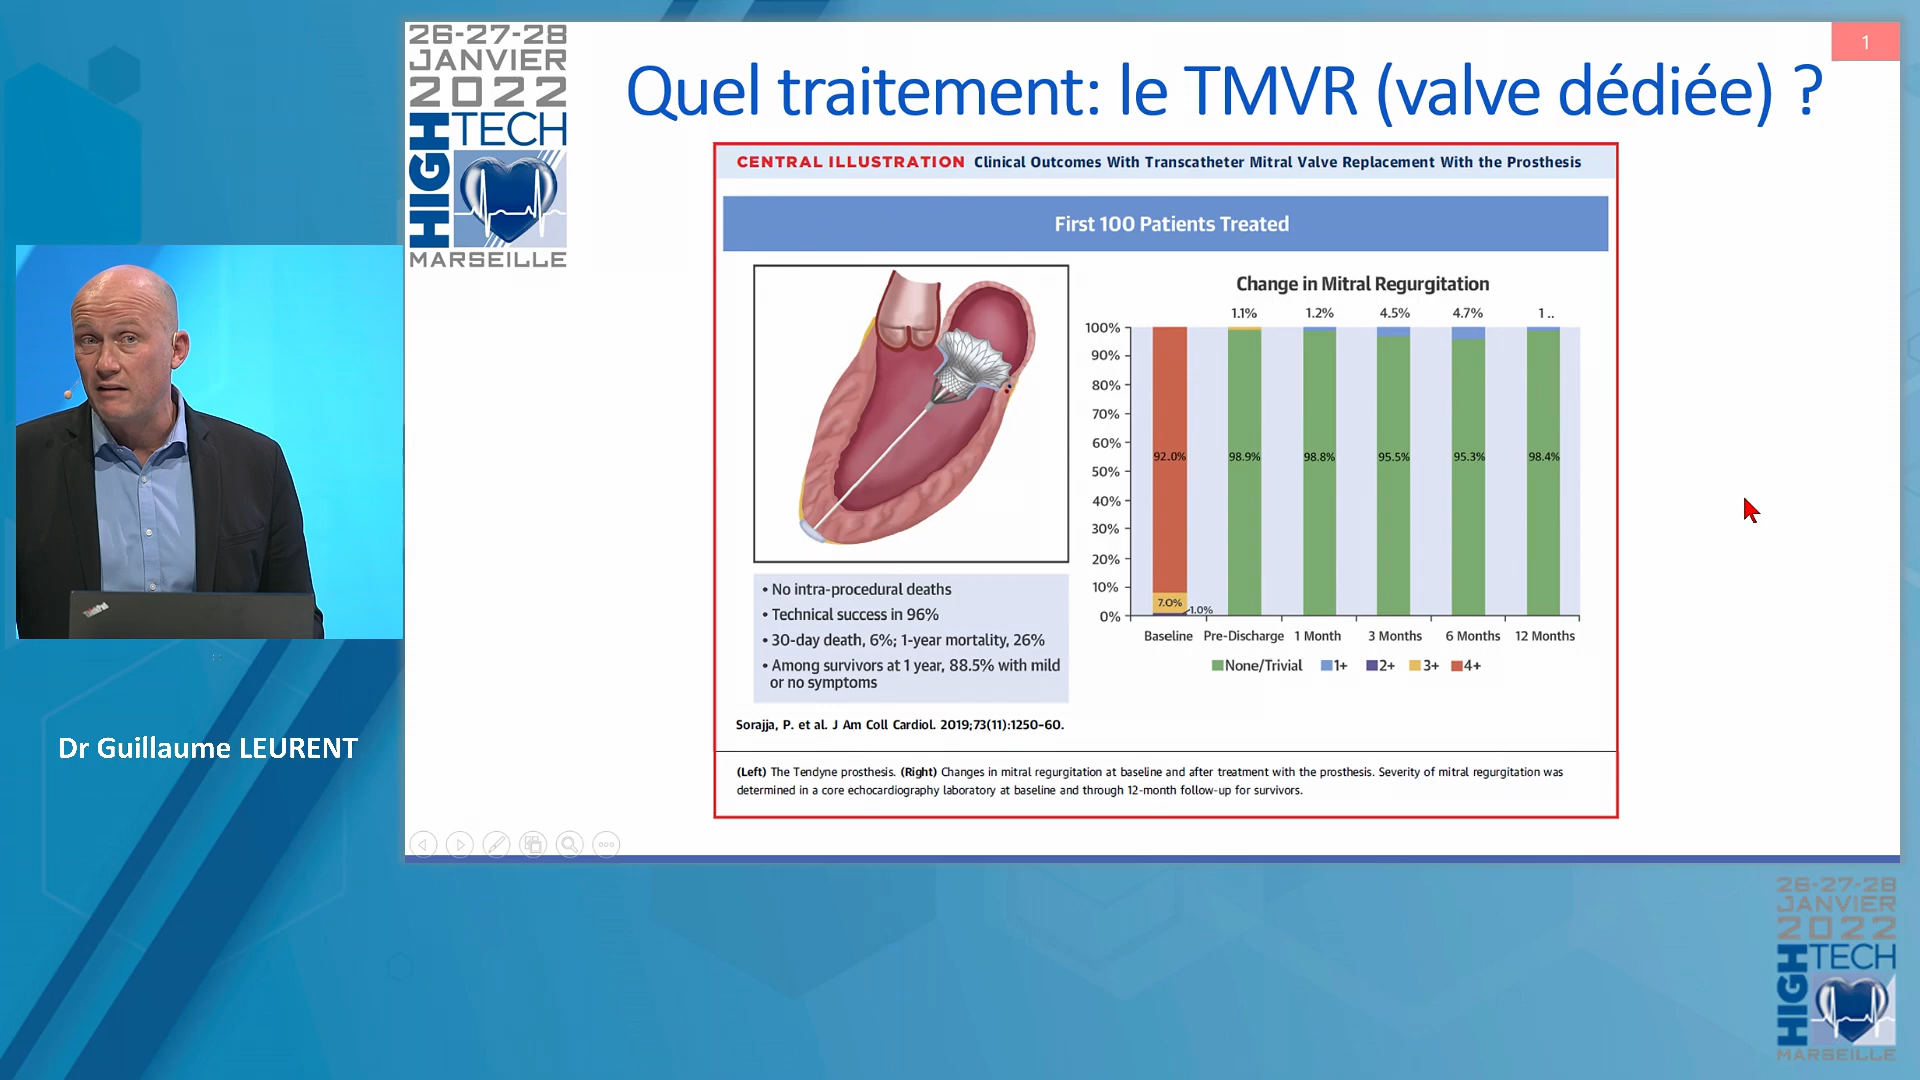 26-27-28
JANVIER
2022
HIGHTECH
MARSEILLE
Quel traitement: le TMVR (valve dédiée) ?
1
CENTRAL ILLUSTRATION Clinical Outcomes With Transcatheter Mitral Valve Replacement With the Prosthesis
First 100 Patients Treated
• No intra-procedural deaths
• Technical success in 96%
• 30-day death, 6%; 1-year mortality, 26%
• Among survivors at 1 year, 88.5% with mild
or no symptoms
Change in Mitral Regurgitation
1.1% 1.2% 4.5% 4.7% 1 ..
100%
90%
80%
70%
60%
50%
40%
30%
20%
10%
0%
92.0% 98.9% 98.8% 95.5% 95.3% 98.4%
7.0%
1.0%
Baseline Pre-Discharge 1 Month 3 Months 6 Months 12 Months
None/Trivial 1+ 2+ 3+ 4+
Sorajja, P. et al. J Am Coll Cardiol. 2019;73(11):1250–60.
(Left) The Tendyne prosthesis. (Right) Changes in mitral regurgitation at baseline and after treatment with the prosthesis. Severity of mitral regurgitation was
determined in a core echocardiography laboratory at baseline and through 12-month follow-up for survivors.
Dr Guillaume LEURENT
26-27-28
JANVIER
2022
HIGHTECH
MARSEILLE